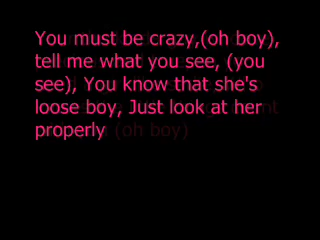 You must be crazy,(oh boy),
tell me what you see, (you
see), You know that she's
loose boy, Just look at her
properly (oh boy)